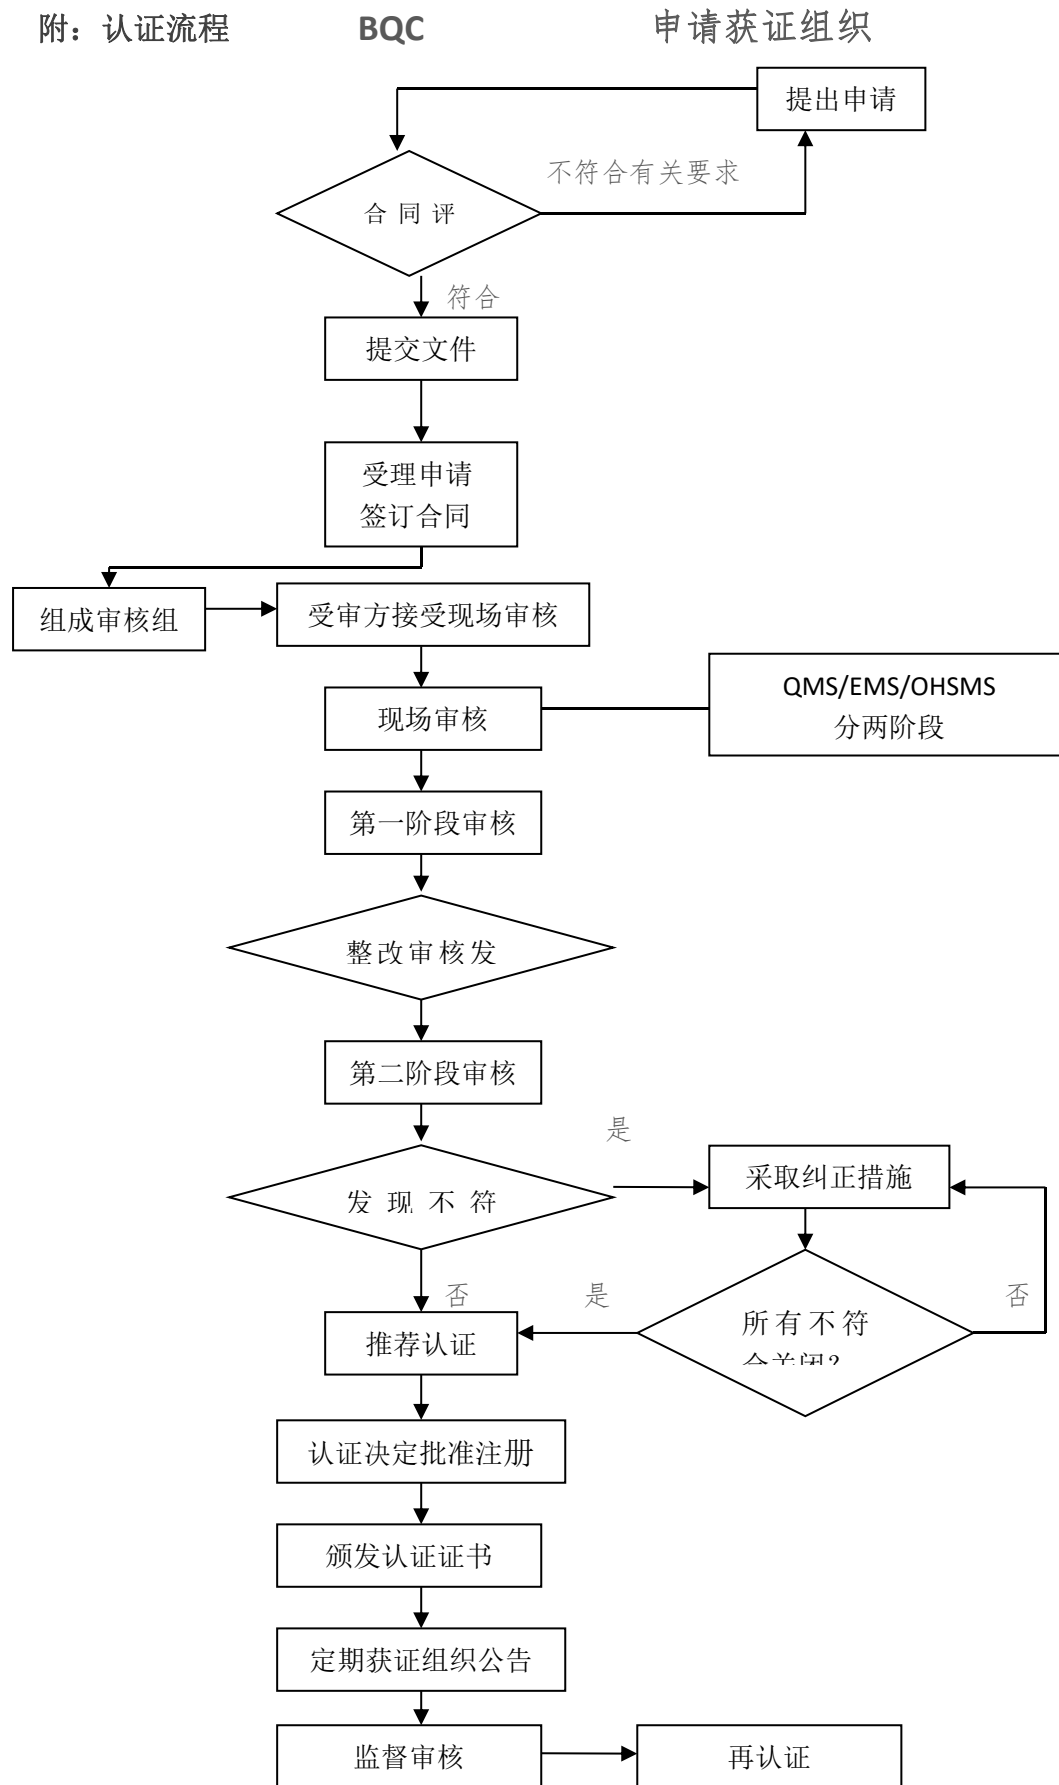 附：认证流程 BQC 申请获证组织
提出申请
不符合有关要求
合同评
符合
提交文件
受理申请
签订合同
组成审核组
受审方接受现场审核
QMS/EMS/OHSMS
分两阶段
现场审核
第一阶段审核
整改审核发
第二阶段审核
是
采取纠正措施
发现不符
否
是
否
所有不符
合关闭?
推荐认证
认证决定批准注册
颁发认证证书
定期获证组织公告
监督审核
再认证